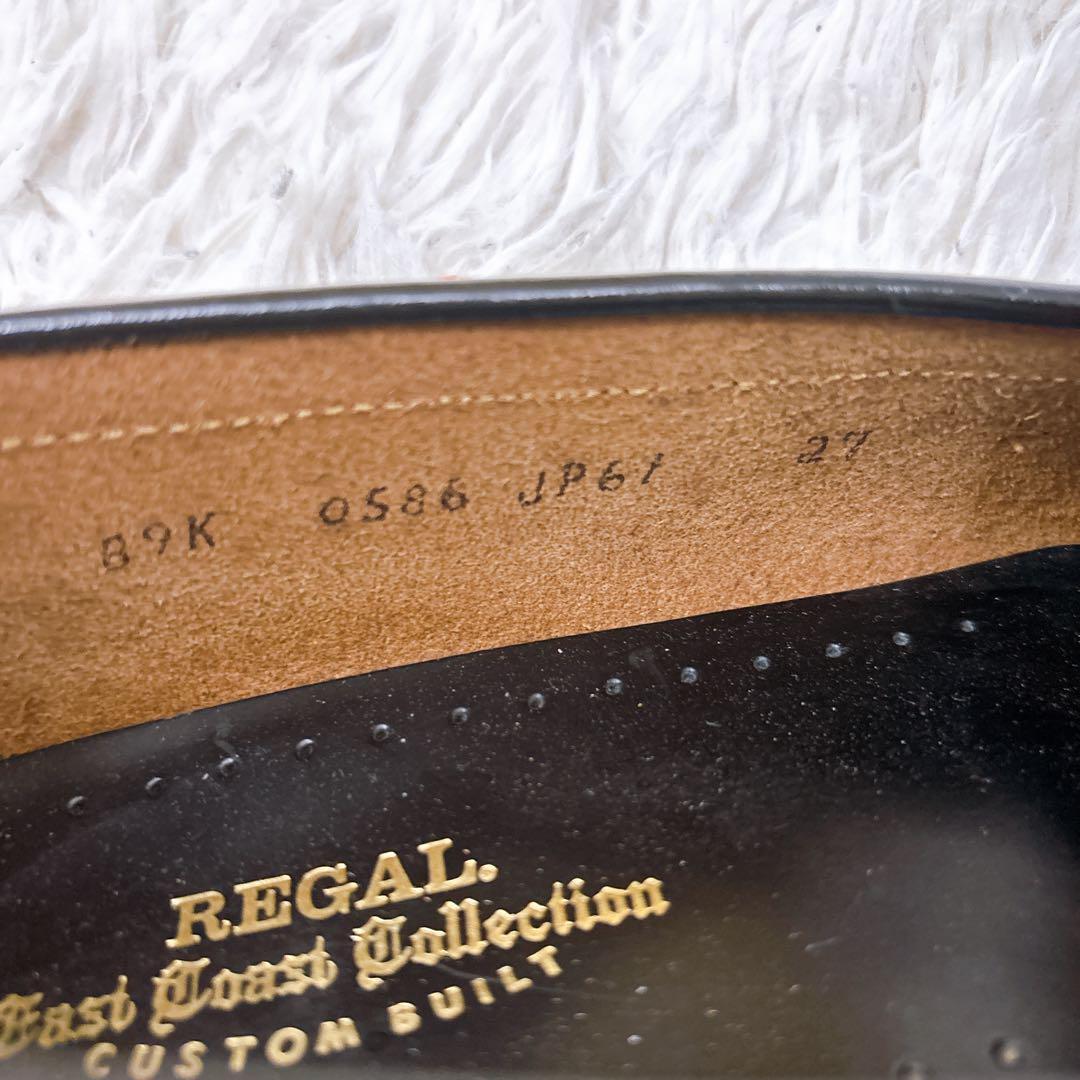 B9K 0586 JP61 27
REGAL.
East Coast Collection
CUSTOM BUILT